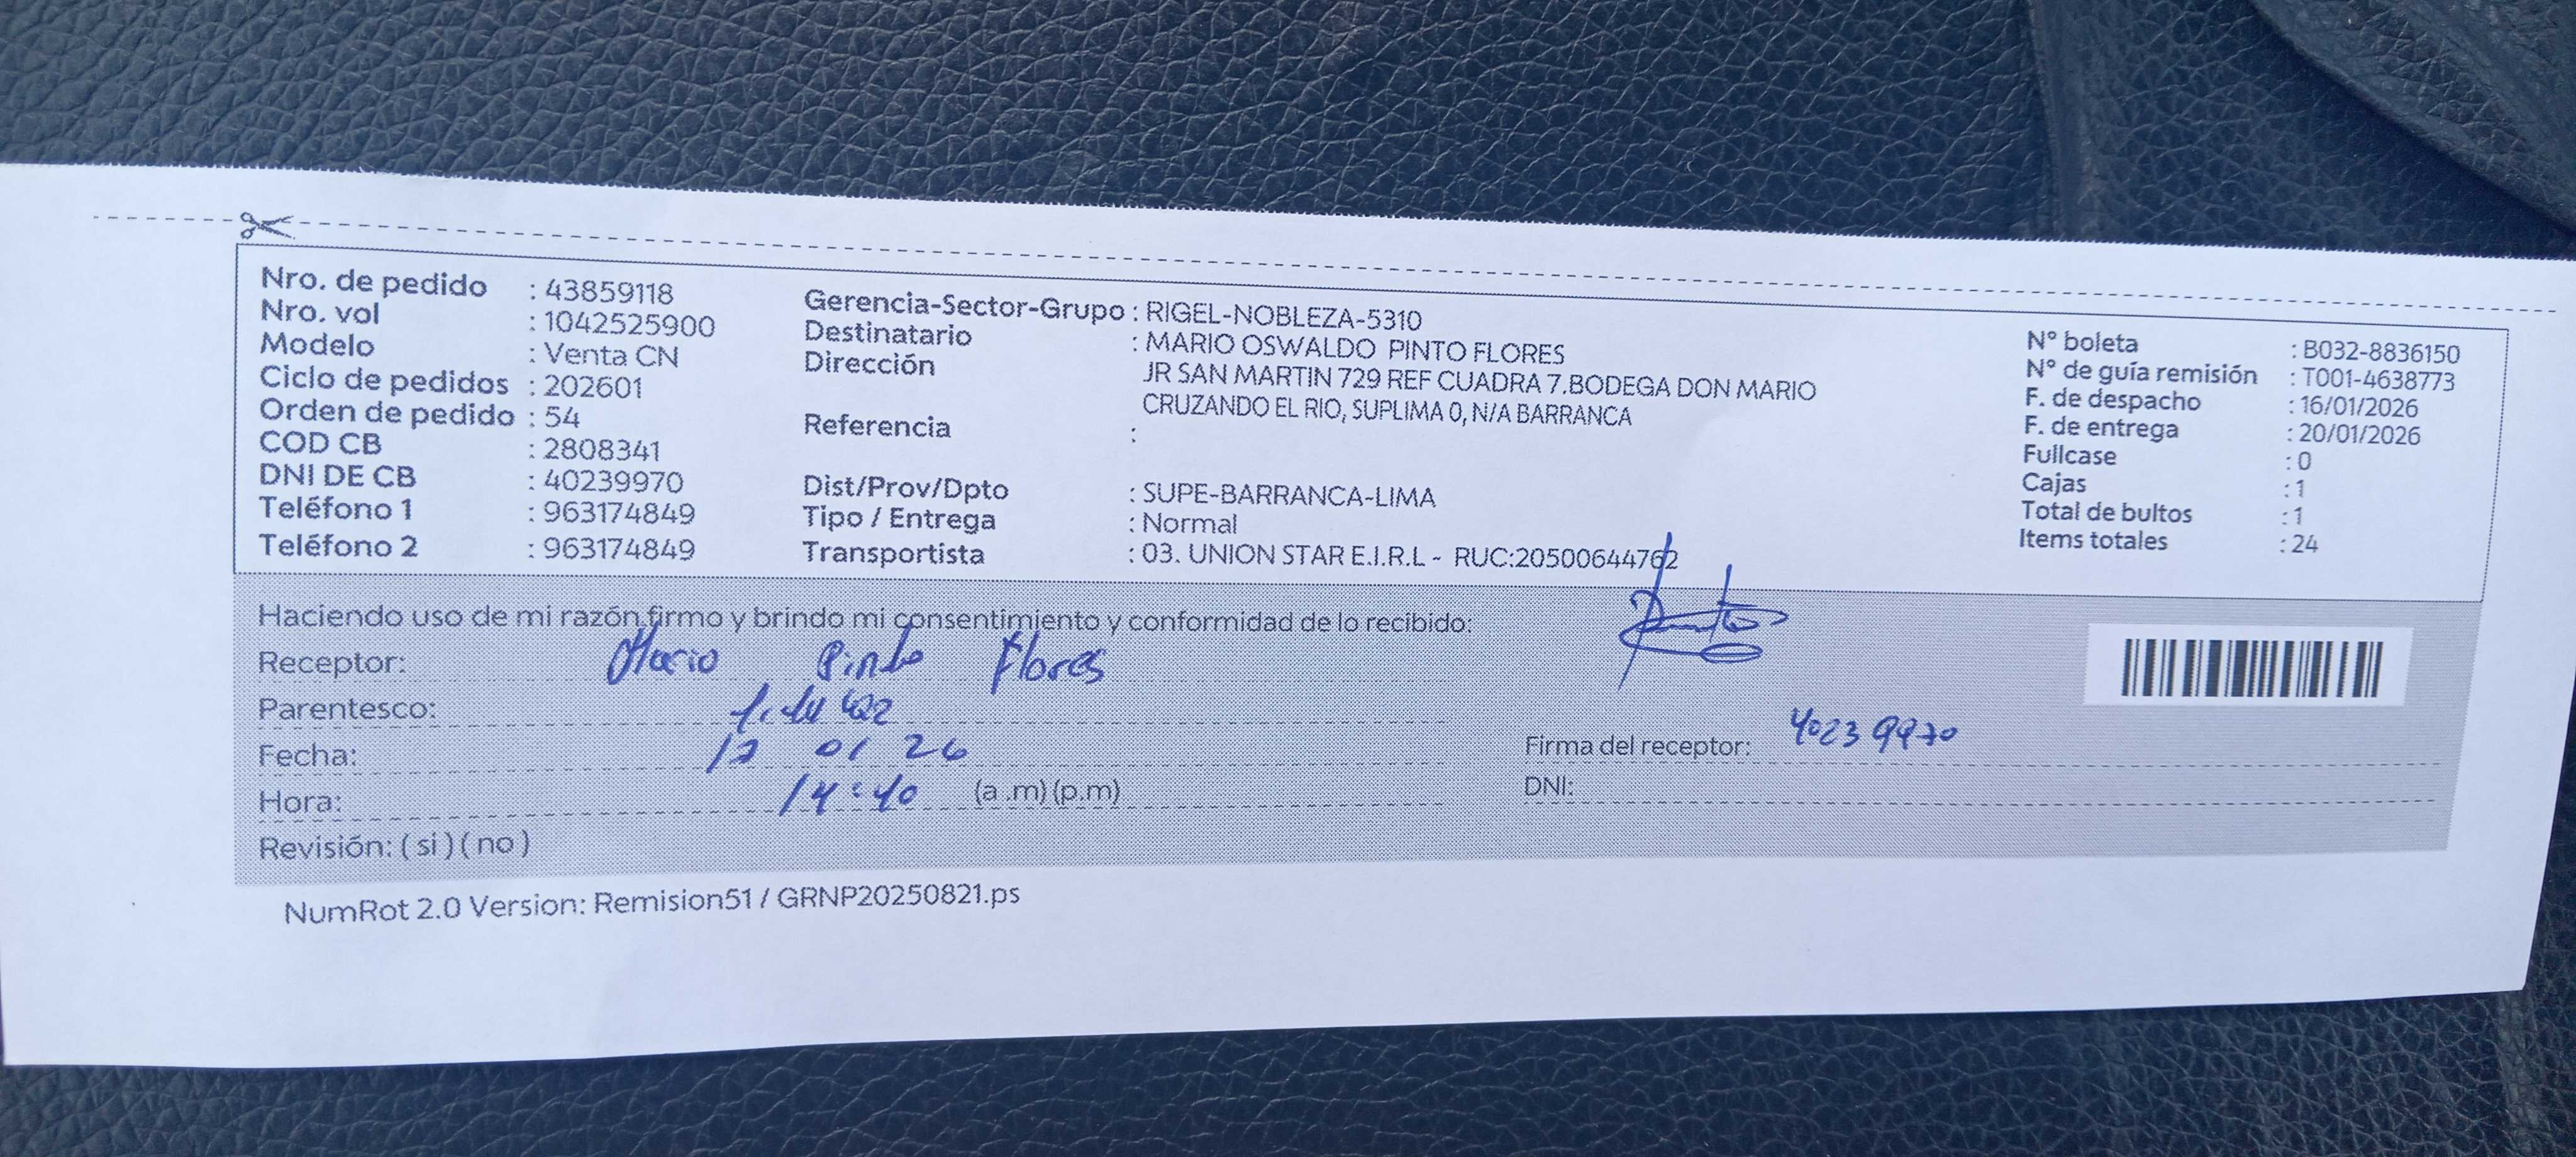 Nro. de pedido : 43859118
Nro. vol : 1042525900
Modelo : Venta CN
Ciclo de pedidos : 202601
Orden de pedido : 54
COD CB : 2808341
DNI DE CB : 40239970
Teléfono 1 : 963174849
Teléfono 2 : 963174849
Gerencia-Sector-Grupo : RIGEL-NOBLEZA-5310
Destinatario : MARIO OSWALDO PINTO FLORES
Dirección JR SAN MARTIN 729 REF CUADRA 7.BODEGA DON MARIO
CRUZANDO EL RIO, SUPLIMA 0, N/A BARRANCA
Referencia :
Dist/Prov/Dpto : SUPE-BARRANCA-LIMA
Tipo / Entrega : Normal
Transportista : 03. UNION STAR E.I.R.L - RUC:20500644762
N° boleta : B032-8836150
N° de guía remisión : T001-4638773
F. de despacho : 16/01/2026
F. de entrega : 20/01/2026
Fullcase : 0
Cajas : 1
Total de bultos : 1
Items totales : 24
Haciendo uso de mi razón,firmo y brindo mi consentimiento y conformidad de lo recibido:
Receptor: Mario Pinto Flores
Parentesco:
Fecha: 17 01 26
Hora: 14:40 (a .m) (p.m)
Revisión: ( si ) ( no )
Firma del receptor: 40239970
DNI:
NumRot 2.0 Version: Remision51 / GRNP20250821.ps